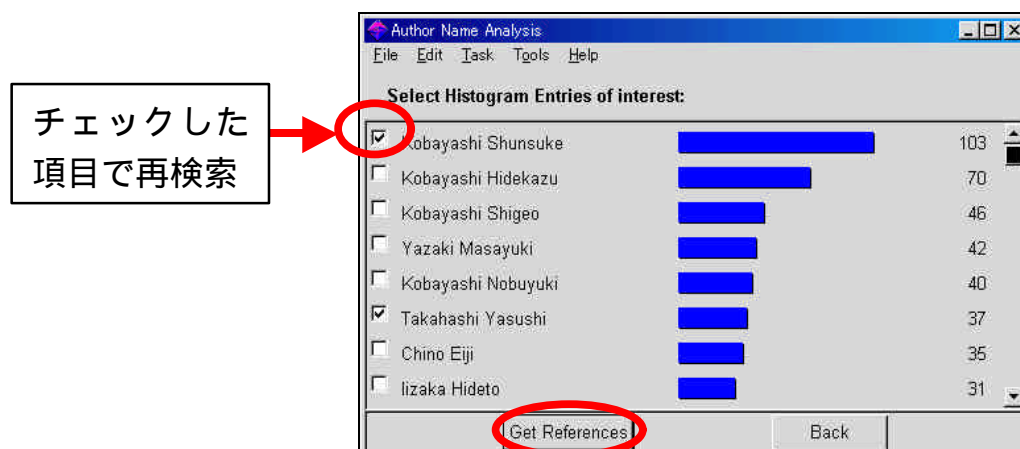 Author Name Analysis
File Edit Task Tools Help
Select Histogram Entries of interest:
チェックした
項目で再検索
Kobayashi Shunsuke 103
Kobayashi Hidekazu 70
Kobayashi Shigeo 46
Yazaki Masayuki 42
Kobayashi Nobuyuki 40
Takahashi Yasushi 37
Chino Eiji 35
Iizaka Hideto 31
Get References Back